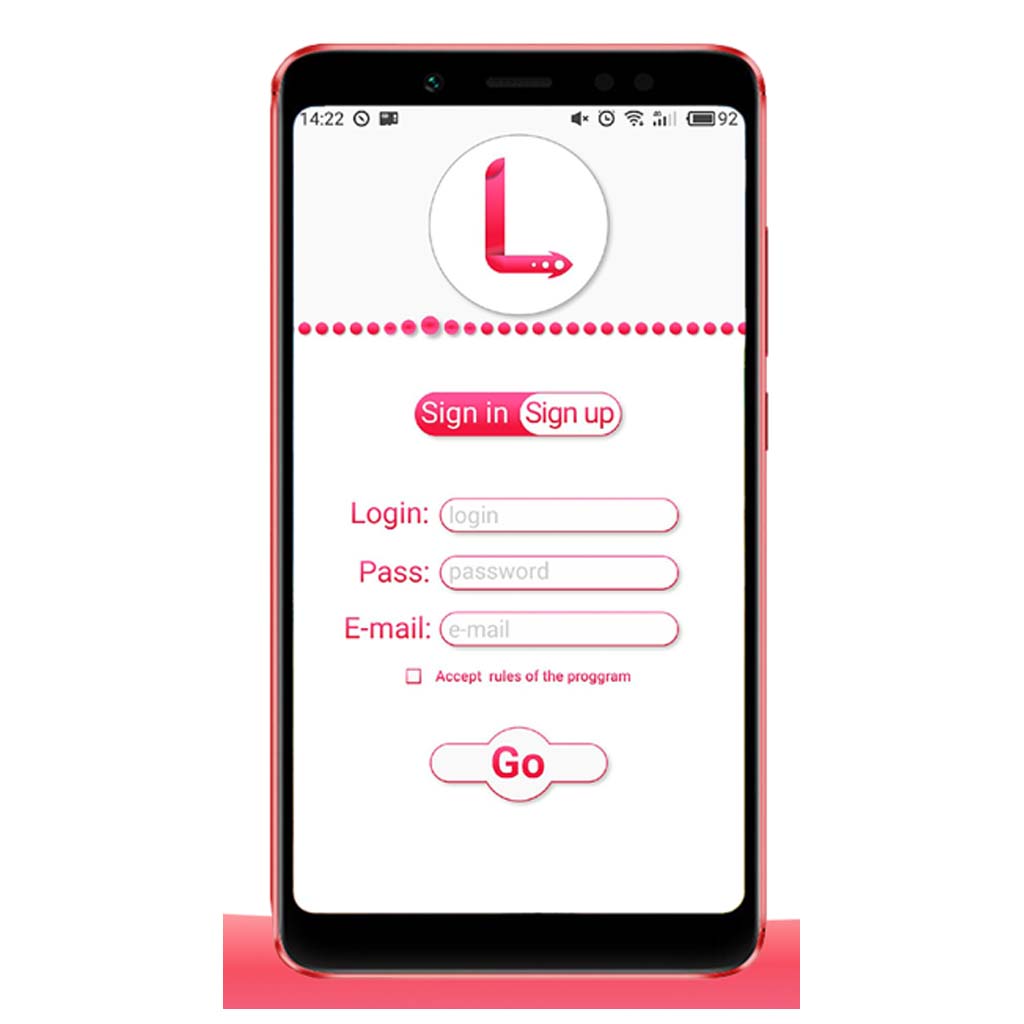 14:22 4G 92
L
Sign in Sign up
Login: login
Pass: password
E-mail: e-mail
Accept rules of the proggram
Go